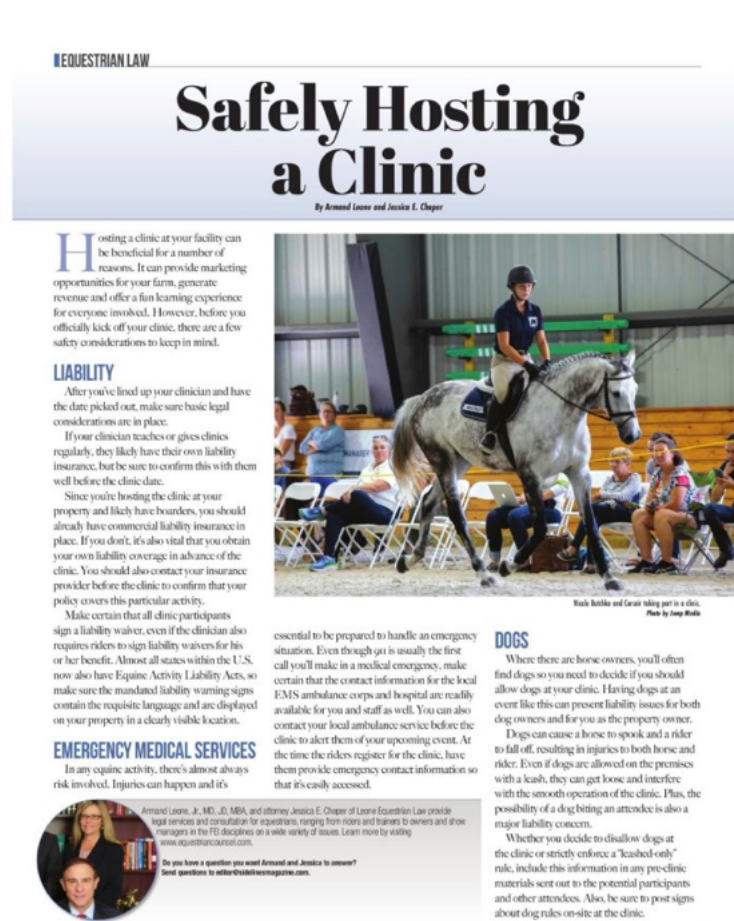 EQUESTRIAN LAW
Safely Hosting
a Clinic
By Armand Leone and Jessica E. Choper
Hosting a clinic at your facility can
be beneficial for a number of
reasons. It can provide marketing
opportunities for your farm, generate
revenue and offer a fun learning experience
for everyone involved. However, before you
officially kick off your clinic, there are a few
safety considerations to keep in mind.
LIABILITY
After you've lined up your clinician and have
the date picked out, make sure basic legal
considerations are in place.
If your clinician teaches or gives clinics
regularly, they likely have their own liability
insurance, but be sure to confirm this with them
well before the clinic date.
Since you're hosting the clinic at your
property and likely have boarders, you should
already have commercial liability insurance in
place. If you don't, it's also vital that you obtain
your own liability coverage in advance of the
clinic. You should also contact your insurance
provider before the clinic to confirm that your
policy covers this particular activity.
Make certain that all clinic participants
sign a liability waiver, even if the clinician also
requires riders to sign liability waivers for his
or her benefit. Almost all states within the U.S.
now also have Equine Activity Liability Acts, so
make sure the mandated liability warning signs
contain the requisite language and are displayed
on your property in a clearly visible location.
EMERGENCY MEDICAL SERVICES
In any equine activity, there's almost always
risk involved. Injuries can happen and it's
MANAGER
Nicole Butchko and Corsair taking part in a clinic.
Photo by Jump Media
essential to be prepared to handle an emergency
situation. Even though 911 is usually the first
call you'll make in a medical emergency, make
certain that the contact information for the local
EMS ambulance corps and hospital are readily
available for you and staff as well. You can also
contact your local ambulance service before the
clinic to alert them of your upcoming event. At
the time the riders register for the clinic, have
them provide emergency contact information so
that it's easily accessed.
DOGS
Where there are horse owners, you'll often
find dogs so you need to decide if you should
allow dogs at your clinic. Having dogs at an
event like this can present liability issues for both
dog owners and for you as the property owner.
Dogs can cause a horse to spook and a rider
to fall off, resulting in injuries to both horse and
rider. Even if dogs are allowed on the premises
with a leash, they can get loose and interfere
with the smooth operation of the clinic. Plus, the
possibility of a dog biting an attendee is also a
major liability concern.
Whether you decide to disallow dogs at
the clinic or strictly enforce a "leashed-only"
rule, include this information in any pre-clinic
materials sent out to the potential participants
and other attendees. Also, be sure to post signs
about dog rules on-site at the clinic.
Armand Leone, Jr., MD, JD, MBA, and attorney Jessica E. Choper of Leone Equestrian Law provide
legal services and consultation for equestrians, ranging from riders and trainers to owners and show
managers in the FEI disciplines on a wide variety of issues. Learn more by visiting
www.equestriancounsel.com.
Do you have a question you want Armand and Jessica to answer?
Send questions to editor@sidelinesmagazine.com.